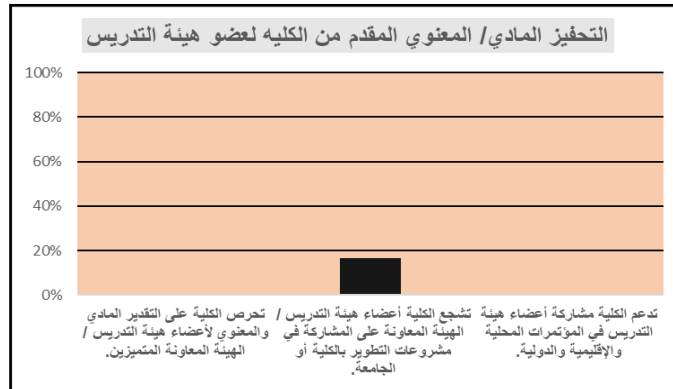 التحفيز المادي/ المعنوي المقدم من الكليه لعضو هيئة التدريس
100%
80%
60%
40%
20%
0%
تدعم الكلية مشاركة أعضاء هيئة
التدريس في المؤتمرات المحلية
والإقليمية والدولية.
تشجع الكلية أعضاء هيئة التدريس /
الهيئة المعاونة على المشاركة في
مشروعات التطوير بالكلية أو
الجامعة.
تحرص الكلية على التقدير المادي
والمعنوي لأعضاء هيئة التدريس /
الهيئة المعاونة المتميزين.